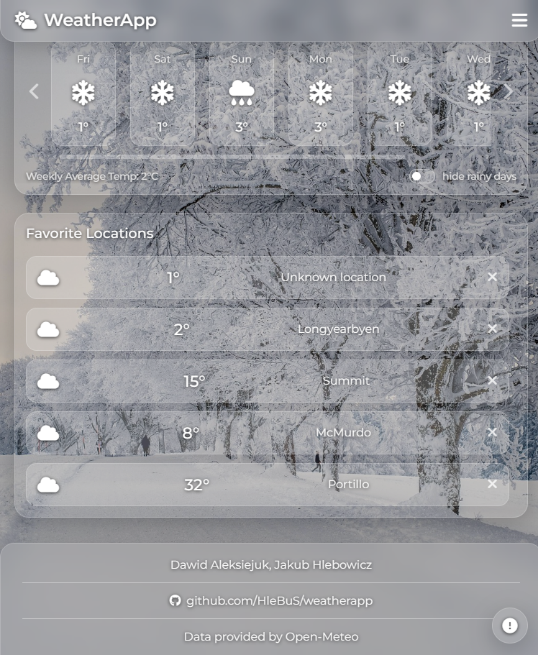 WeatherApp
Fri Sat Sun Mon Tue Wed
1° 1° 3° 3° 1° 1°
Weekly Average Temp: 2°C hide rainy days
Favorite Locations
1° Unknown location
2° Longyearbyen
15° Summit
8° McMurdo
32° Portillo
Dawid Aleksiejuk, Jakub Hlebowicz
github.com/HleBuS/weatherapp
Data provided by Open-Meteo